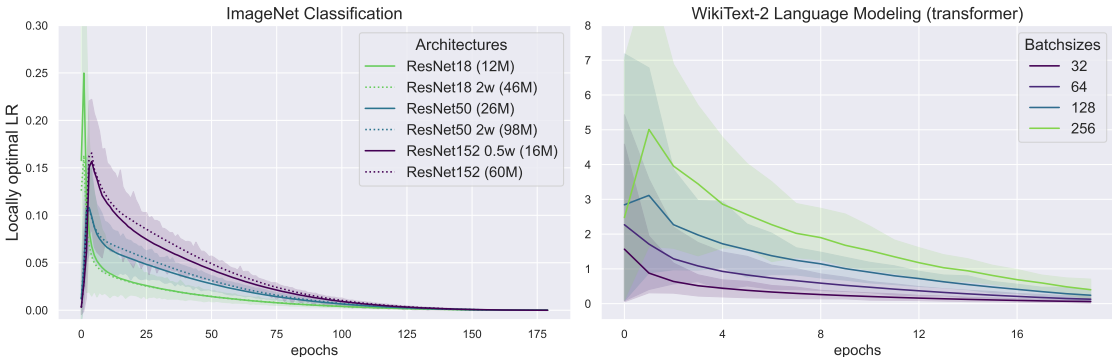 ImageNet Classification
Locally optimal LR
0.30
0.25
0.20
0.15
0.10
0.05
0.00
0 25 50 75 100 125 150 175
epochs
Architectures
ResNet18 (12M)
ResNet18 2w (46M)
ResNet50 (26M)
ResNet50 2w (98M)
ResNet152 0.5w (16M)
ResNet152 (60M)
WikiText-2 Language Modeling (transformer)
8
7
6
5
4
3
2
1
0
0 4 8 12 16
epochs
Batchsizes
32
64
128
256